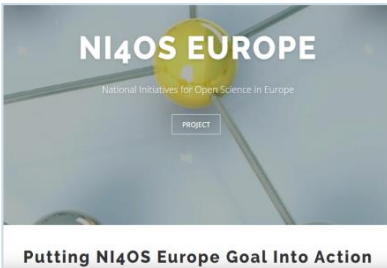 NI4OS EUROPE
National Initiatives for Open Science in Europe
PROJECT
Putting NI4OS Europe Goal Into Action